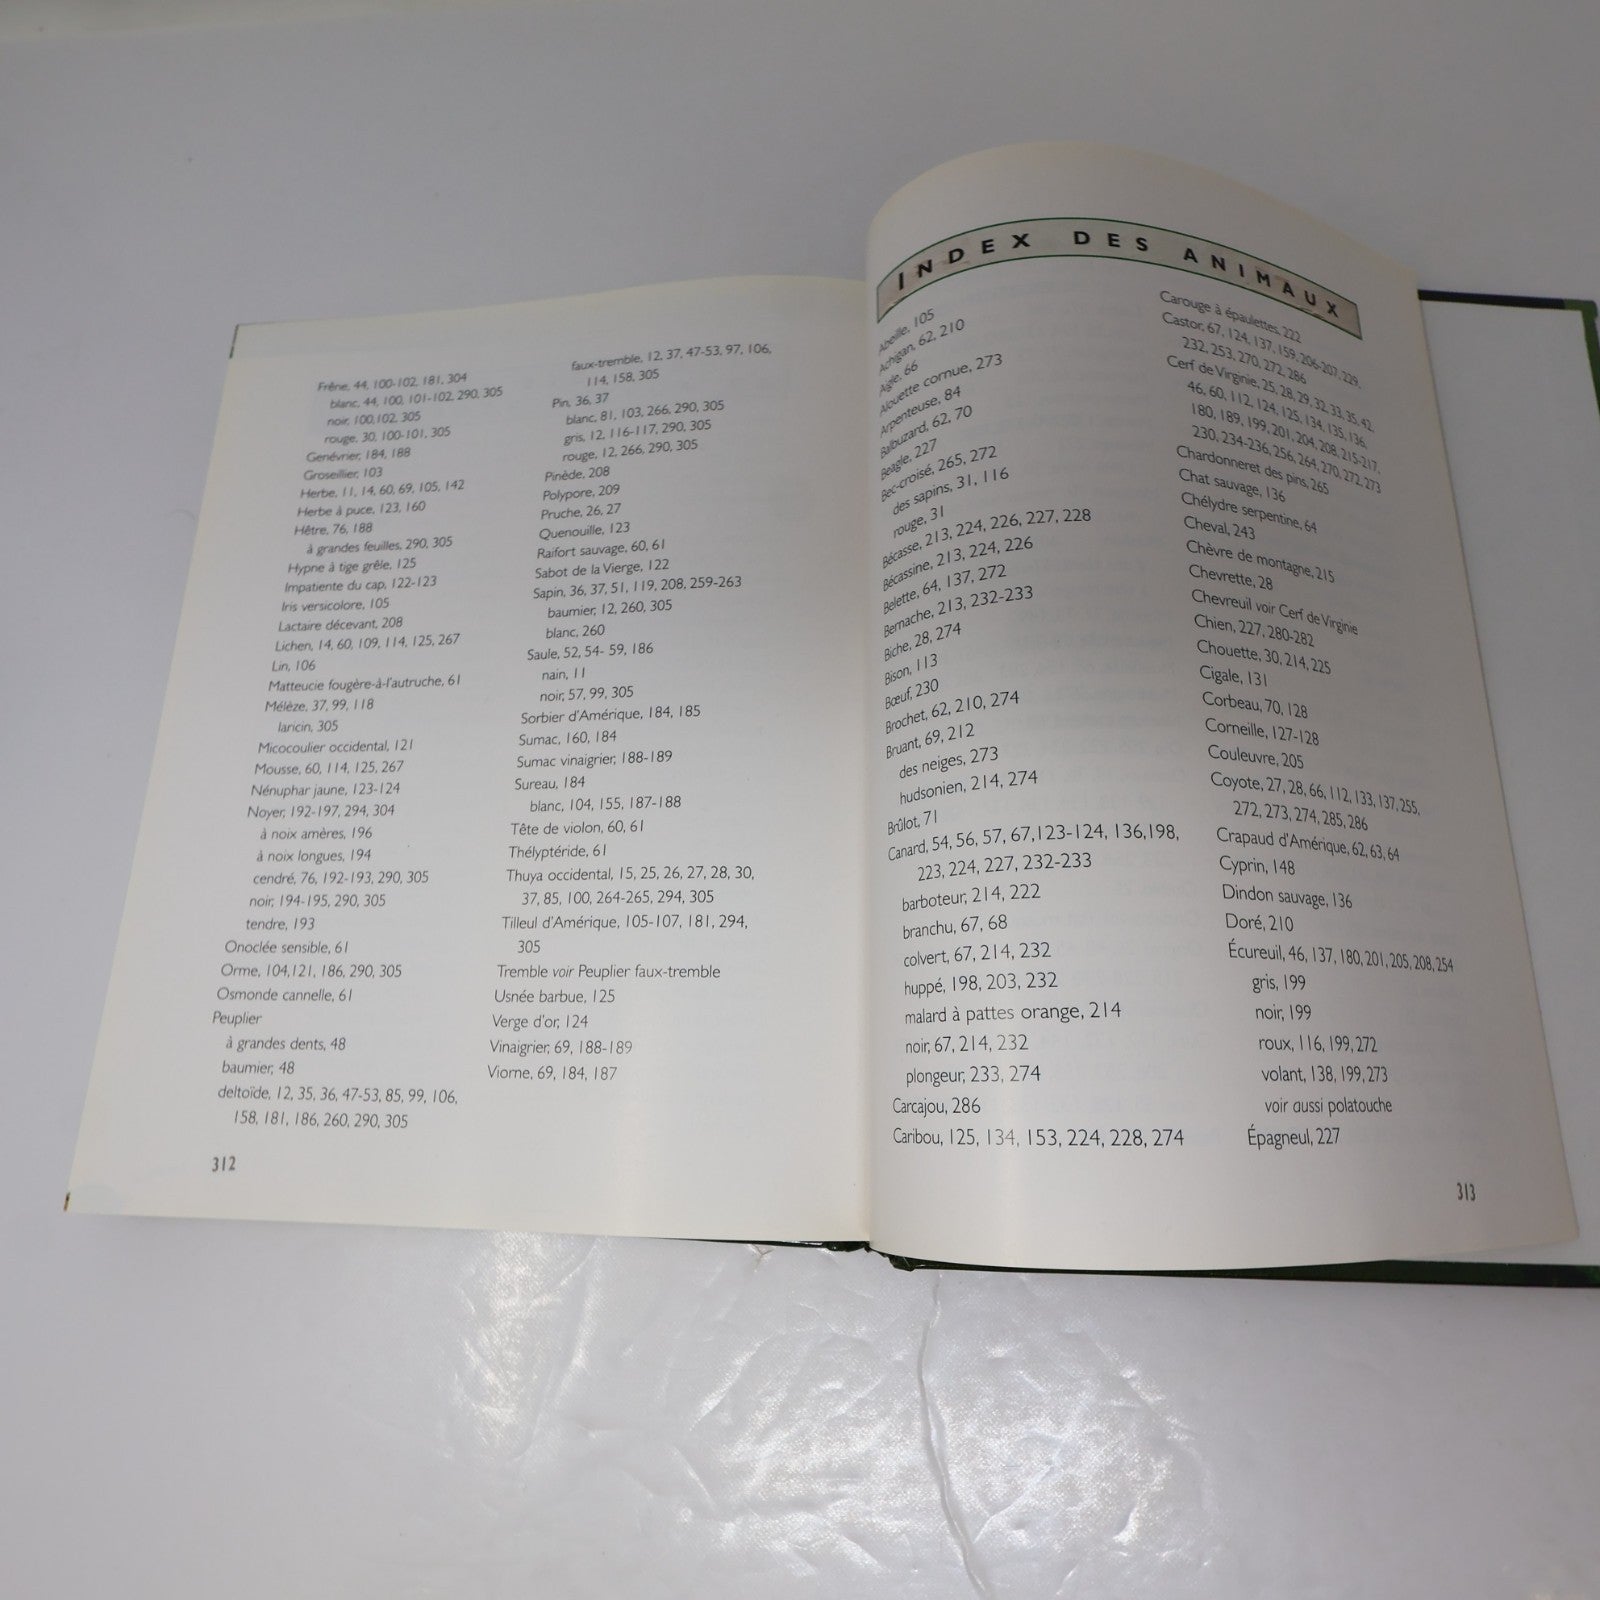 Frêne, 44, 100-102, 181, 304
blanc, 44, 100, 101-102, 290, 305
noir, 100,102, 305
rouge, 30, 100-101, 305
Genévrier, 184, 188
Groseillier, 103
Herbe, 11, 14, 60, 69, 105, 142
Herbe à puce, 123, 160
Hêtre, 76, 188
à grandes feuilles, 290, 305
Hypne à tige grêle, 125
Impatiente du cap, 122-123
Iris versicolore, 105
Lactaire décevant, 208
Lichen, 14, 60, 109, 114, 125, 267
Lin, 106
Matteucie fougère-à-l'autruche, 61
Mélèze, 37, 99, 118
laricin, 305
Micocoulier occidental, 121
Mousse, 60, 114, 125, 267
Nénuphar jaune, 123-124
Noyer, 192-197, 294, 304
à noix amères, 196
à noix longues, 194
cendré, 76, 192-193, 290, 305
noir, 194-195, 290, 305
tendre, 193
Onoclée sensible, 61
Orme, 104,121, 186, 290, 305
Osmonde cannelle, 61
Peuplier
à grandes dents, 48
baumier, 48
deltoïde, 12, 35, 36, 47-53, 85, 99, 106,
158, 181, 186, 260, 290, 305
faux-tremble, 12, 37, 47-53, 97, 106,
114, 158, 305
Pin, 36, 37
blanc, 81, 103, 266, 290, 305
gris, 12, 116-117, 290, 305
rouge, 12, 266, 290, 305
Pinède, 208
Polypore, 209
Pruche, 26, 27
Quenouille, 123
Raifort sauvage, 60, 61
Sabot de la Vierge, 122
Sapin, 36, 37, 51, 119, 208, 259-263
baumier, 12, 260, 305
blanc, 260
Saule, 52, 54- 59, 186
nain, 11
noir, 57, 99, 305
Sorbier d'Amérique, 184, 185
Sumac, 160, 184
Sumac vinaigrier, 188-189
Sureau, 184
blanc, 104, 155, 187-188
Tête de violon, 60, 61
Thélyptéride, 61
Thuya occidental, 15, 25, 26, 27, 28, 30,
37, 85, 100, 264-265, 294, 305
Tilleul d'Amérique, 105-107, 181, 294,
305
Tremble voir Peuplier faux-tremble
Usnée barbue, 125
Verge d'or, 124
Vinaigrier, 69, 188-189
Viorne, 69, 184, 187
312
INDEX DES ANIMAUX
Abeille, 105
Achigan, 62, 210
Aigle, 66
Alouette cornue, 273
Arpenteuse, 84
Balbuzard, 62, 70
Beagle, 227
Bec-croisé, 265, 272
des sapins, 31, 116
rouge, 31
Bécasse, 213, 224, 226, 227, 228
Bécassine, 213, 224, 226
Belette, 64, 137, 272
Bernache, 213, 232-233
Biche, 28, 274
Bison, 113
Bœuf, 230
Brochet, 62, 210, 274
Bruant, 69, 212
des neiges, 273
hudsonien, 214, 274
Brûlot, 71
Canard, 54, 56, 57, 67,123-124, 136,198,
223, 224, 227, 232-233
barboteur, 214, 222
branchu, 67, 68
colvert, 67, 214, 232
huppé, 198, 203, 232
malard à pattes orange, 214
noir, 67, 214, 232
plongeur, 233, 274
Carcajou, 286
Caribou, 125, 134, 153, 224, 228, 274
Carouge à épaulettes, 222
Castor, 67, 124, 137, 159, 206-207, 229,
232, 253, 270, 272, 286
Cerf de Virginie, 25, 28, 29, 32, 33, 35, 42,
46, 60, 112, 124, 125, 134, 135, 136,
180, 189, 199, 201, 204, 208, 215-217,
230, 234-236, 256, 264, 270, 272, 273
Chardonneret des pins, 265
Chat sauvage, 136
Chélydre serpentine, 64
Cheval, 243
Chèvre de montagne, 215
Chevrette, 28
Chevreuil voir Cerf de Virginie
Chien, 227, 280-282
Chouette, 30, 214, 225
Cigale, 131
Corbeau, 70, 128
Corneille, 127-128
Couleuvre, 205
Coyote, 27, 28, 66, 112, 133, 137, 255,
272, 273, 274, 285, 286
Crapaud d'Amérique, 62, 63, 64
Cyprin, 148
Dindon sauvage, 136
Doré, 210
Écureuil, 46, 137, 180, 201, 205, 208, 254
gris, 199
noir, 199
roux, 116, 199, 272
volant, 138, 199, 273
voir aussi polatouche
Épagneul, 227
313